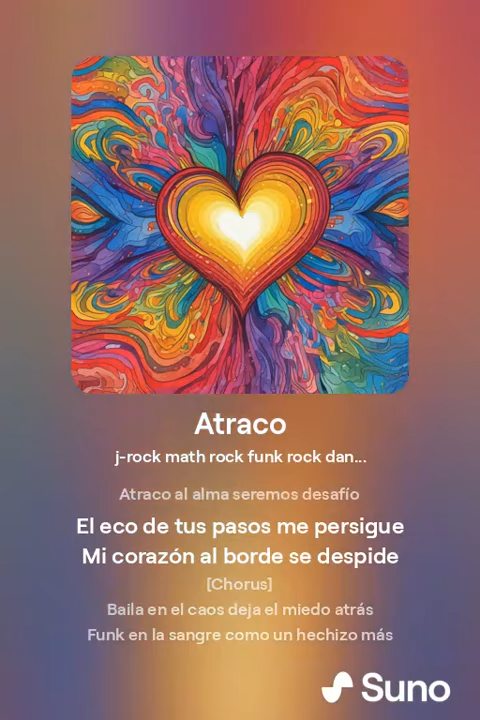 Atraco
j-rock math rock funk rock dan...
Atraco al alma seremos desafío
El eco de tus pasos me persigue
Mi corazón al borde se despide
[Chorus]
Baila en el caos deja el miedo atrás
Funk en la sangre como un hechizo más
Suno